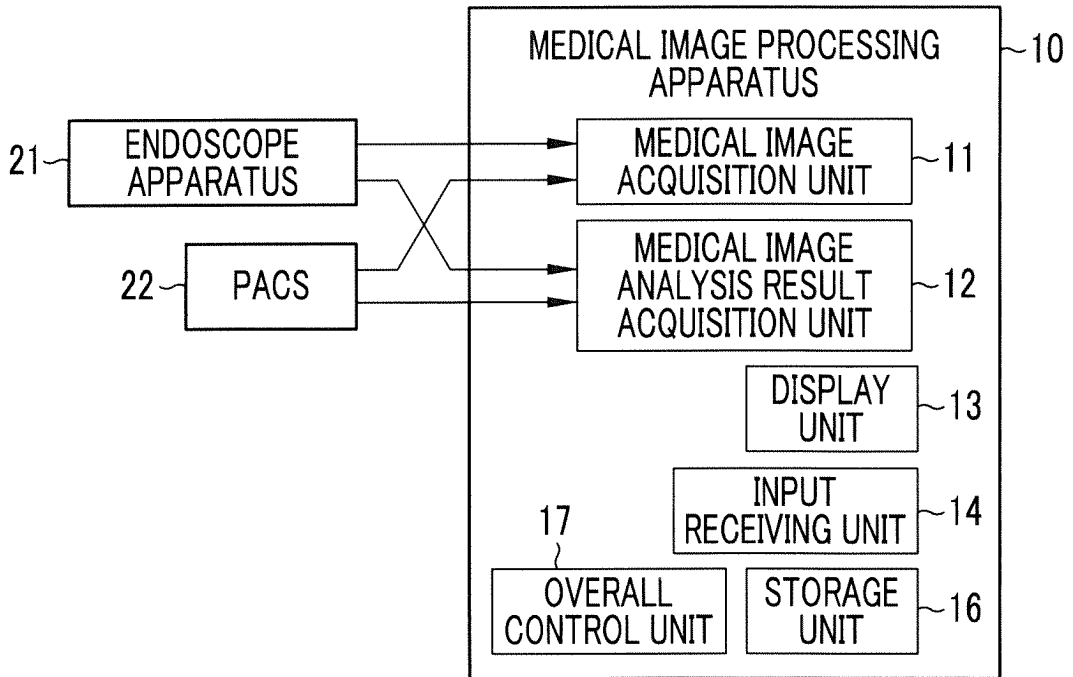 MEDICAL IMAGE PROCESSING
APPARATUS
10
21
ENDOSCOPE
APPARATUS
MEDICAL IMAGE
ACQUISITION UNIT
11
22
PACS
MEDICAL IMAGE
ANALYSIS RESULT
ACQUISITION UNIT
12
DISPLAY
UNIT
13
INPUT
RECEIVING UNIT
14
17
OVERALL
CONTROL UNIT
STORAGE
UNIT
16